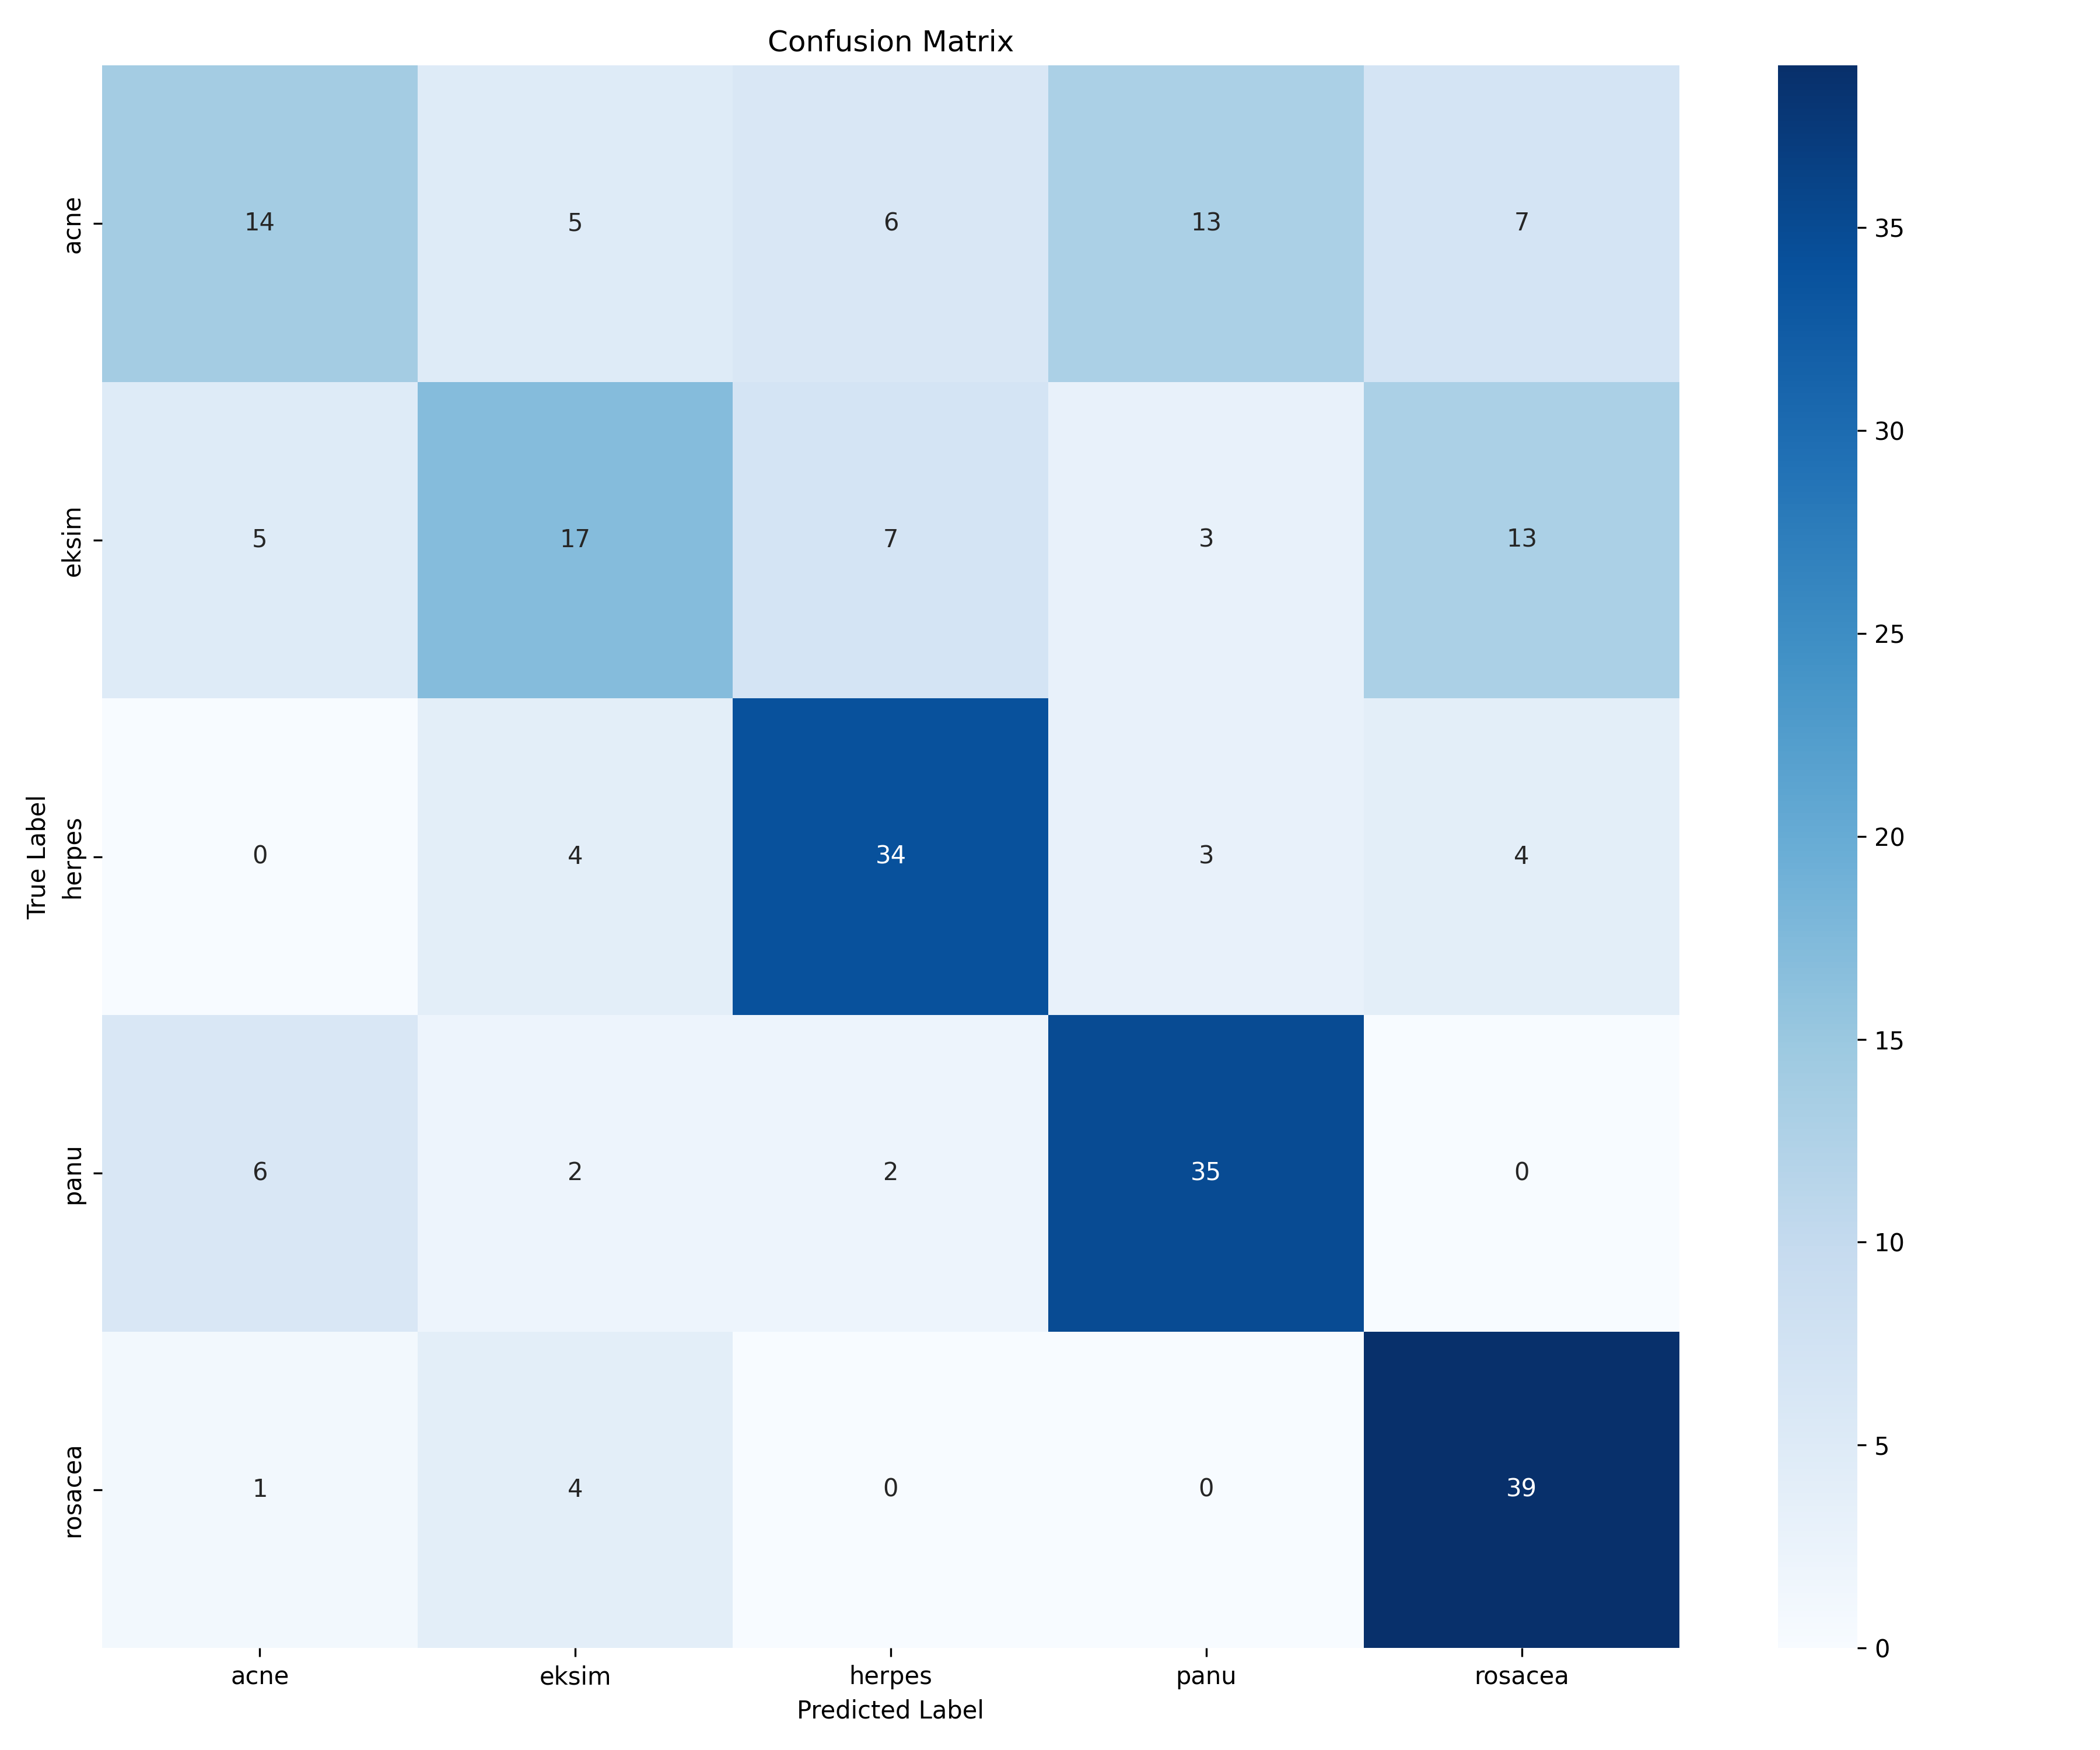 Confusion Matrix
True Label
acne 14 5 6 13 7
eksim 5 17 7 3 13
herpes 0 4 34 3 4
panu 6 2 2 35 0
rosacea 1 4 0 0 39
acne eksim herpes panu rosacea
Predicted Label
35
30
25
20
15
10
5
0